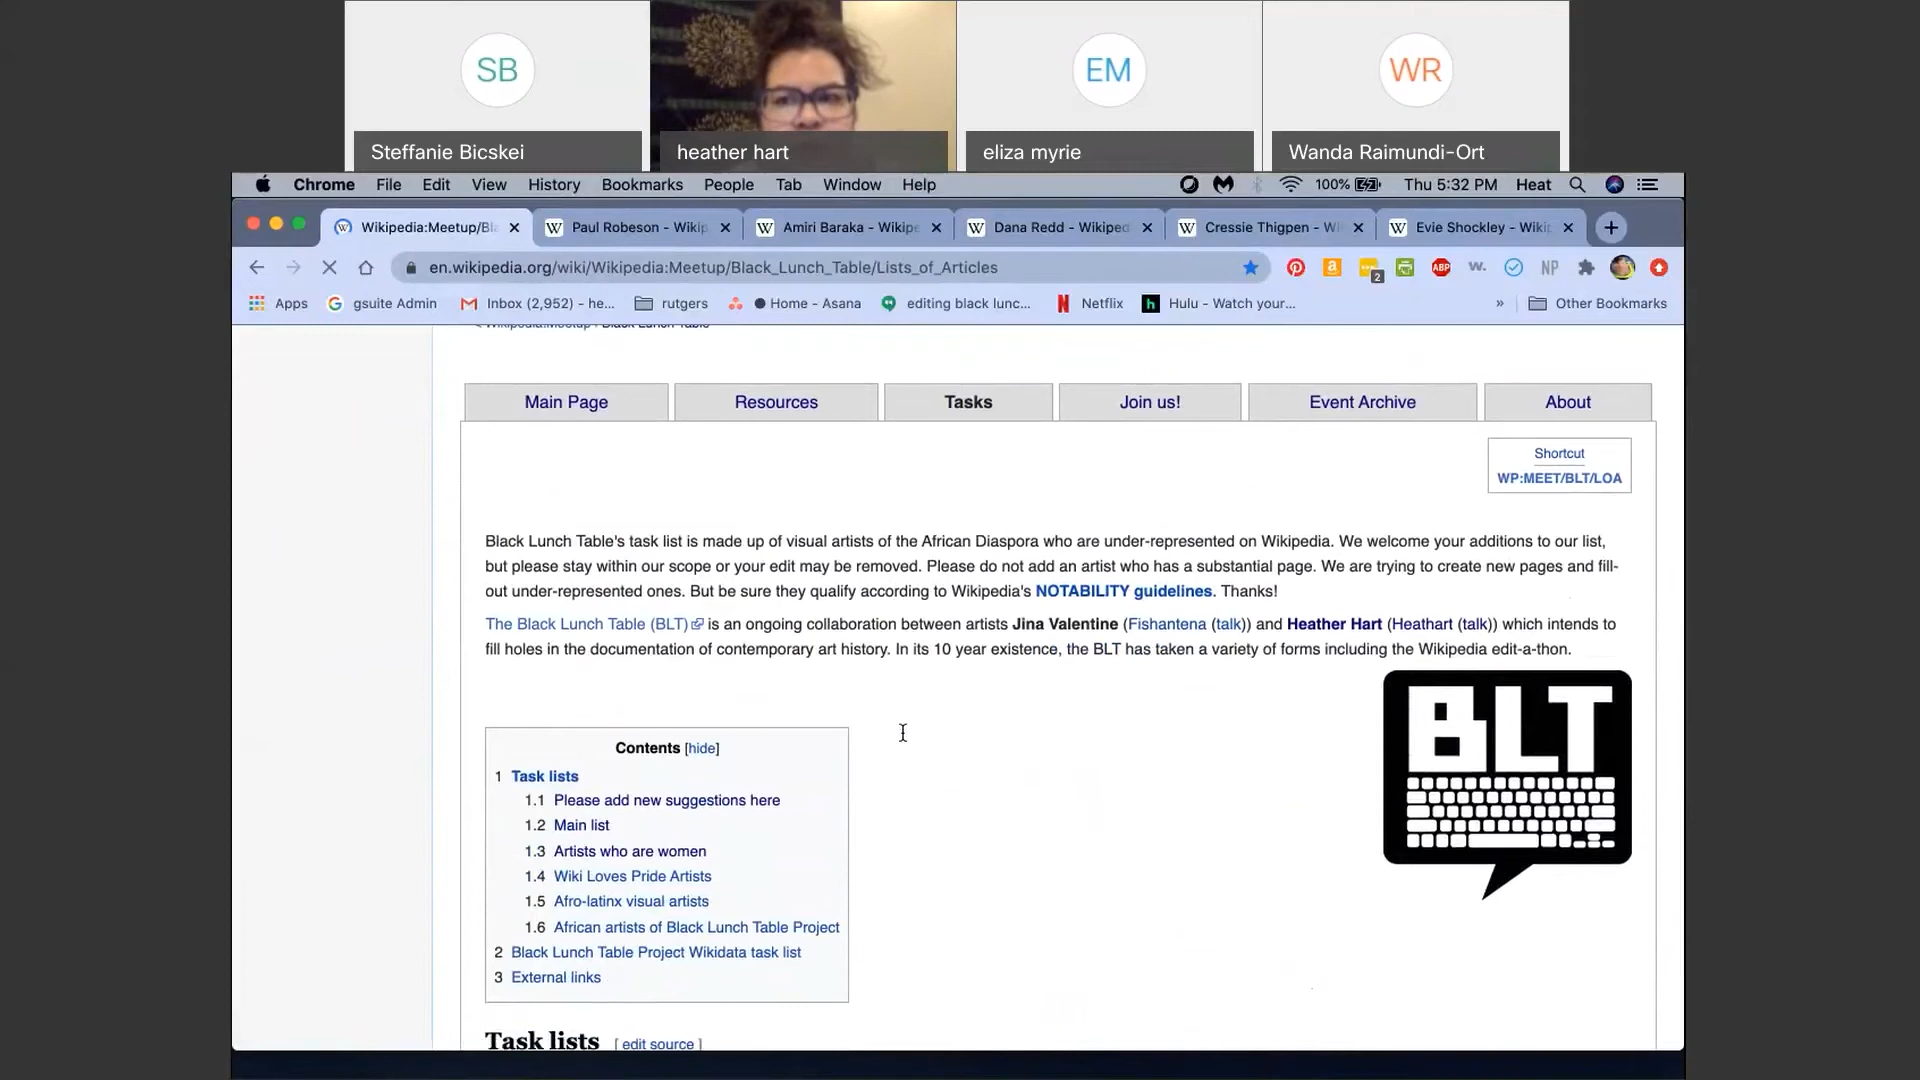 SB
EM
WR
Steffanie Bicskei
heather hart
eliza myrie
Wanda Raimundi-Ort
Chrome File Edit View History Bookmarks People Tab Window Help 100% Thu 5:32 PM Heat
Wikipedia:Meetup/Bla
Paul Robeson - Wikip
Amiri Baraka - Wikipe
Dana Redd - Wikiped
Cressie Thigpen - Wi
Evie Shockley - Wikip
en.wikipedia.org/wiki/Wikipedia:Meetup/Black_Lunch_Table/Lists_of_Articles
2
ABP
w.
NP
Apps
gsuite Admin
Inbox (2,952) - he...
rutgers
Home - Asana
editing black lunc...
Netflix
Hulu - Watch your...
»
Other Bookmarks
< Wikipedia:Meetup | Black Lunch Table
Main Page
Resources
Tasks
Join us!
Event Archive
About
Shortcut
WP:MEET/BLT/LOA
Black Lunch Table's task list is made up of visual artists of the African Diaspora who are under-represented on Wikipedia. We welcome your additions to our list,
but please stay within our scope or your edit may be removed. Please do not add an artist who has a substantial page. We are trying to create new pages and fill-
out under-represented ones. But be sure they qualify according to Wikipedia's NOTABILITY guidelines. Thanks!
The Black Lunch Table (BLT) is an ongoing collaboration between artists Jina Valentine (Fishantena (talk)) and Heather Hart (Heathart (talk)) which intends to
fill holes in the documentation of contemporary art history. In its 10 year existence, the BLT has taken a variety of forms including the Wikipedia edit-a-thon.
BLT
Contents [hide]
1 Task lists
1.1 Please add new suggestions here
1.2 Main list
1.3 Artists who are women
1.4 Wiki Loves Pride Artists
1.5 Afro-latinx visual artists
1.6 African artists of Black Lunch Table Project
2 Black Lunch Table Project Wikidata task list
3 External links
Task lists [ edit source ]